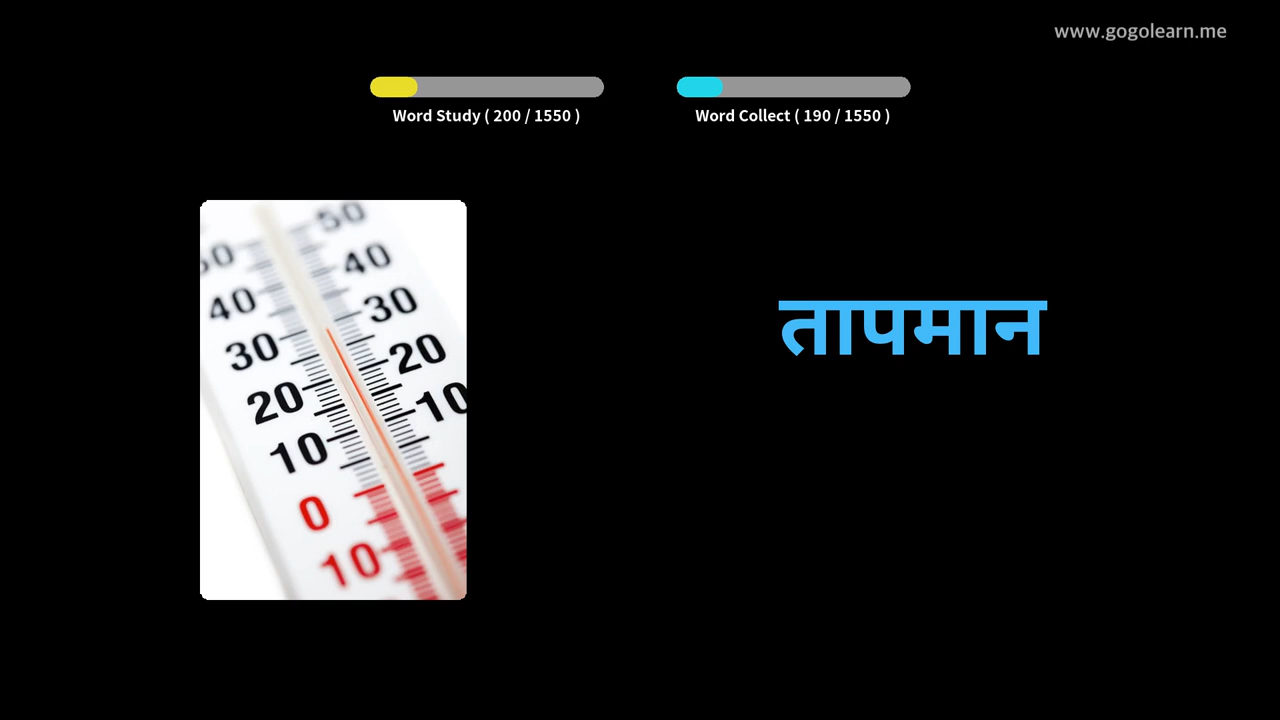 www.gogolearn.me
Word Study ( 200 / 1550 )
Word Collect ( 190 / 1550 )
तापमान
50
40 40
30 30
20 20
10 10
0
10